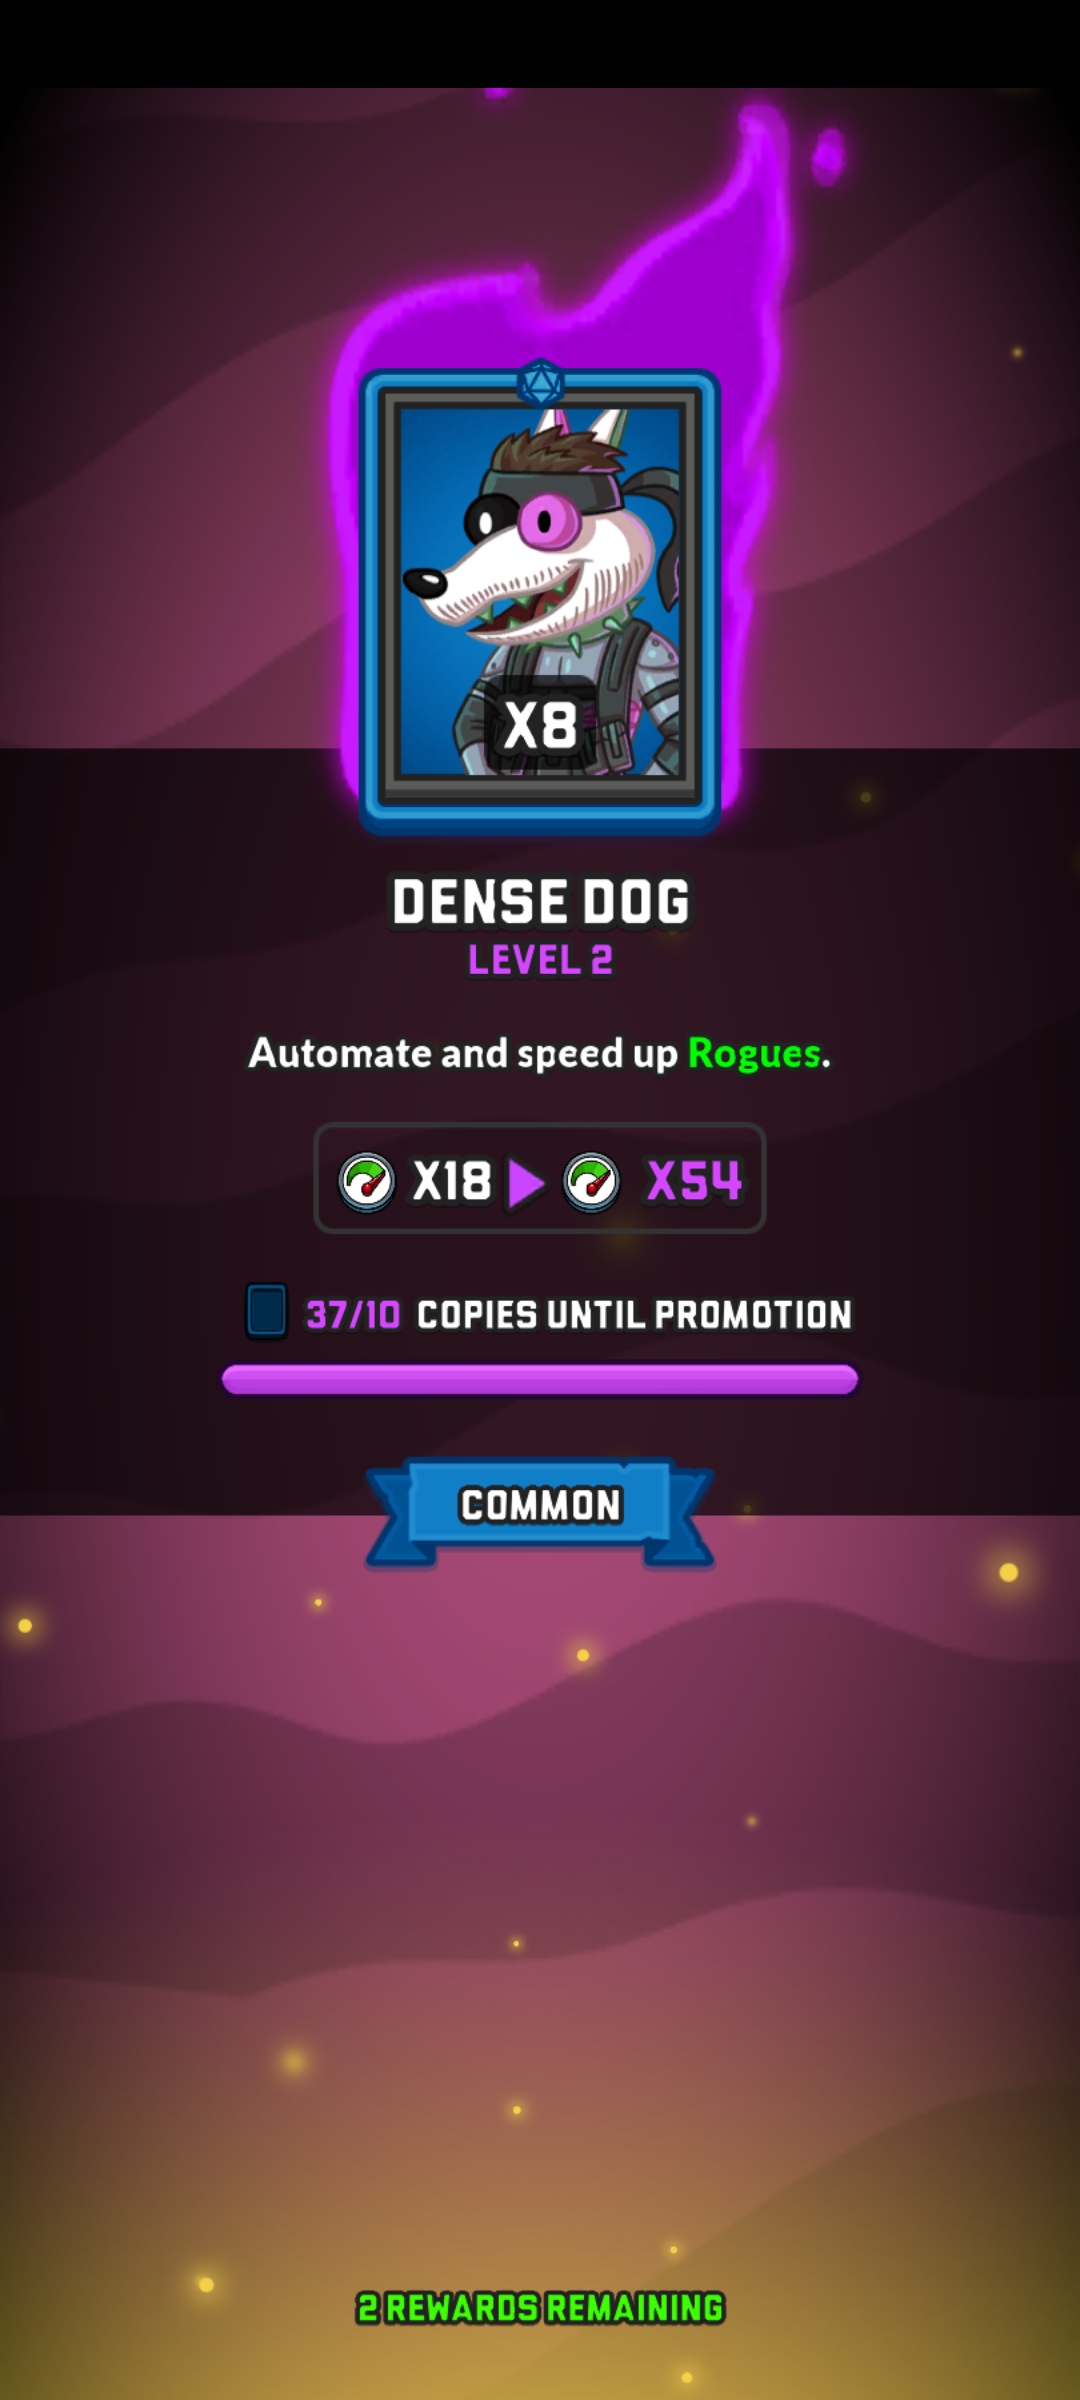 X8
DENSE DOG
LEVEL 2
Automate and speed up Rogues.
X18 X54
37/10 COPIES UNTIL PROMOTION
COMMON
2 REWARDS REMAINING